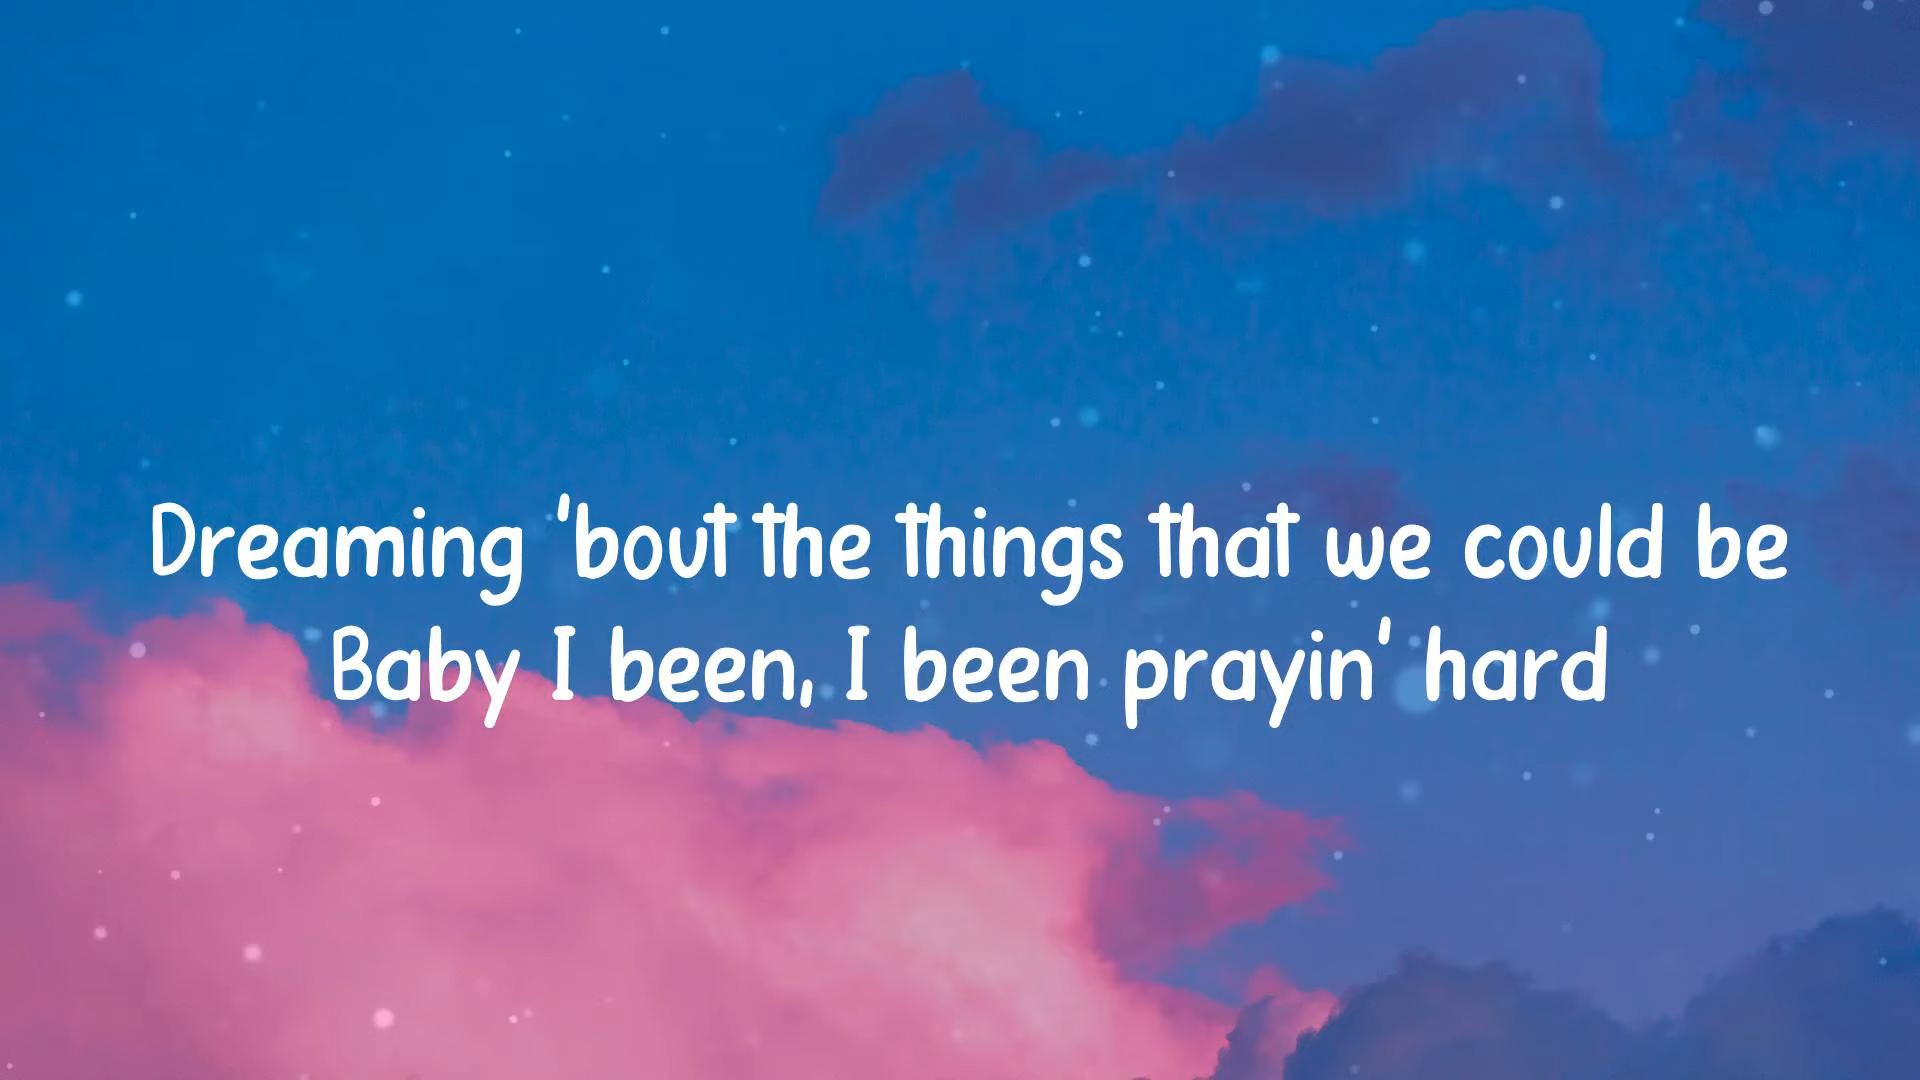 Dreaming 'bout the things that we could be
Baby I been, I been prayin' hard